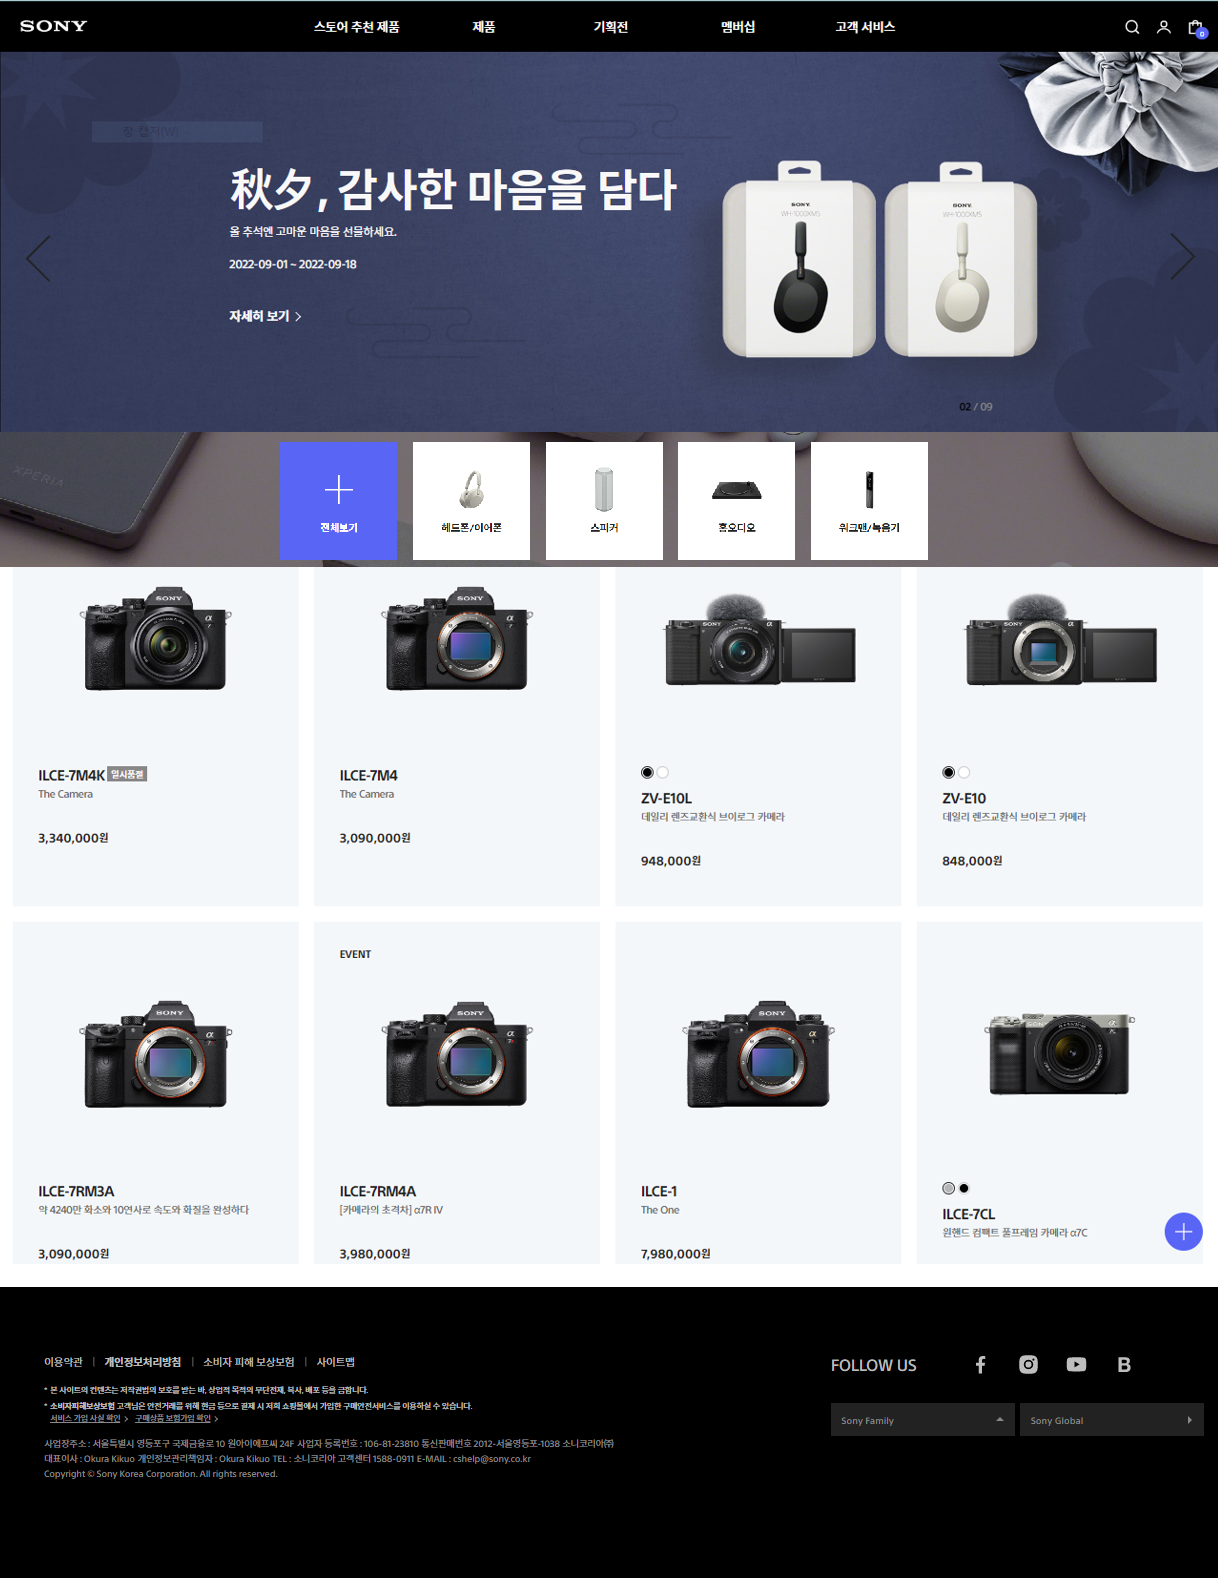 SONY
스토어 추천 제품
제품
기획전
멤버십
고객 서비스
0
秋夕, 감사한 마음을 담다
올 추석엔 고마운 마음을 선물하세요.
2022-09-01 ~ 2022-09-18
자세히 보기
SONY
WH-1000XM5
SONY
WH-1000XM5
02 / 09
XPERIA
전체보기
헤드폰/이어폰
스피커
홈오디오
워크맨/녹음기
SONY
SONY
SONY
SONY
ILCE-7M4K 일시품절
The Camera
3,340,000원
ILCE-7M4
The Camera
3,090,000원
ZV-E10L
데일리 렌즈교환식 브이로그 카메라
948,000원
ZV-E10
데일리 렌즈교환식 브이로그 카메라
848,000원
EVENT
SONY
SONY
SONY
SONY
ILCE-7RM3A
약 4240만 화소와 10연사로 속도와 화질을 완성하다
3,090,000원
ILCE-7RM4A
[카메라의 초격차] α7R IV
3,980,000원
ILCE-1
The One
7,980,000원
ILCE-7CL
원핸드 컴팩트 풀프레임 카메라 α7C
이용약관 | 개인정보처리방침 | 소비자 피해 보상보험 | 사이트맵
* 본 사이트의 컨텐츠는 저작권법의 보호를 받는 바, 상업적 목적의 무단전재, 복사, 배포 등을 금합니다.
* 소비자피해보상보험 고객님은 안전거래를 위해 현금 등으로 결제 시 저희 쇼핑몰에서 가입한 구매안전서비스를 이용하실 수 있습니다.
서비스 가입 사실 확인 > 구매상품 보험가입 확인 >
사업장주소 : 서울특별시 영등포구 국제금융로 10 원아이에프씨 24F 사업자 등록번호 : 106-81-23810 통신판매번호 2012-서울영등포-1038 소니코리아㈜
대표이사 : Okura Kikuo 개인정보관리책임자 : Okura Kikuo TEL : 소니코리아 고객센터 1588-0911 E-MAIL : cshelp@sony.co.kr
Copyright © Sony Korea Corporation. All rights reserved.
FOLLOW US
Sony Family
Sony Global